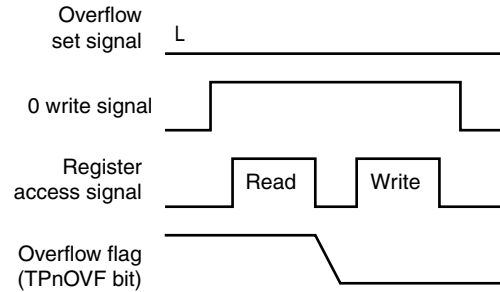 Overflow
set signal
L
0 write signal
Register
access signal
Read
Write
Overflow flag
(TPnOVF bit)